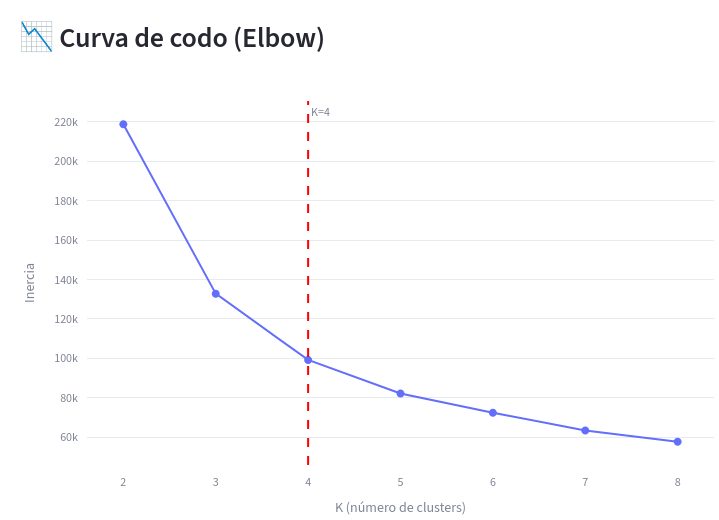 Curva de codo (Elbow)
K=4
220k
200k
180k
160k
140k
120k
100k
80k
60k
Inercia
2 3 4 5 6 7 8
K (número de clusters)